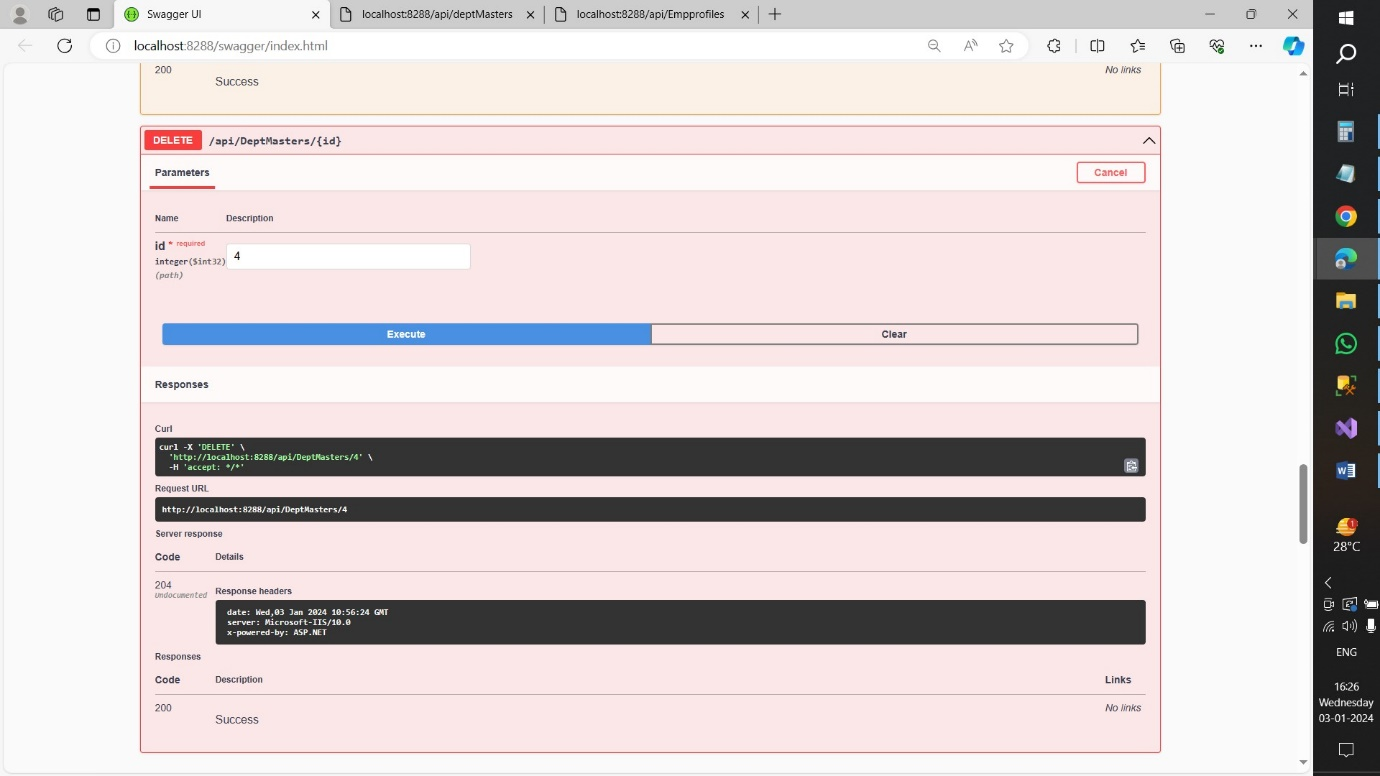 Swagger UI
localhost:8288/api/deptMasters
localhost:8288/api/Empprofiles
localhost:8288/swagger/index.html
200
Success
No links
DELETE /api/DeptMasters/{id}
Parameters
Cancel
Name
Description
id * required
integer($int32)
(path)
4
Execute
Clear
Responses
Curl
curl -X 'DELETE' \
'http://localhost:8288/api/DeptMasters/4' \
-H 'accept: */*'
Request URL
http://localhost:8288/api/DeptMasters/4
Server response
Code
Details
204
Undocumented
Response headers
date: Wed,03 Jan 2024 10:56:24 GMT
server: Microsoft-IIS/10.0
x-powered-by: ASP.NET
Responses
Code
Description
Links
200
Success
No links
1
28°C
ENG
16:26
Wednesday
03-01-2024